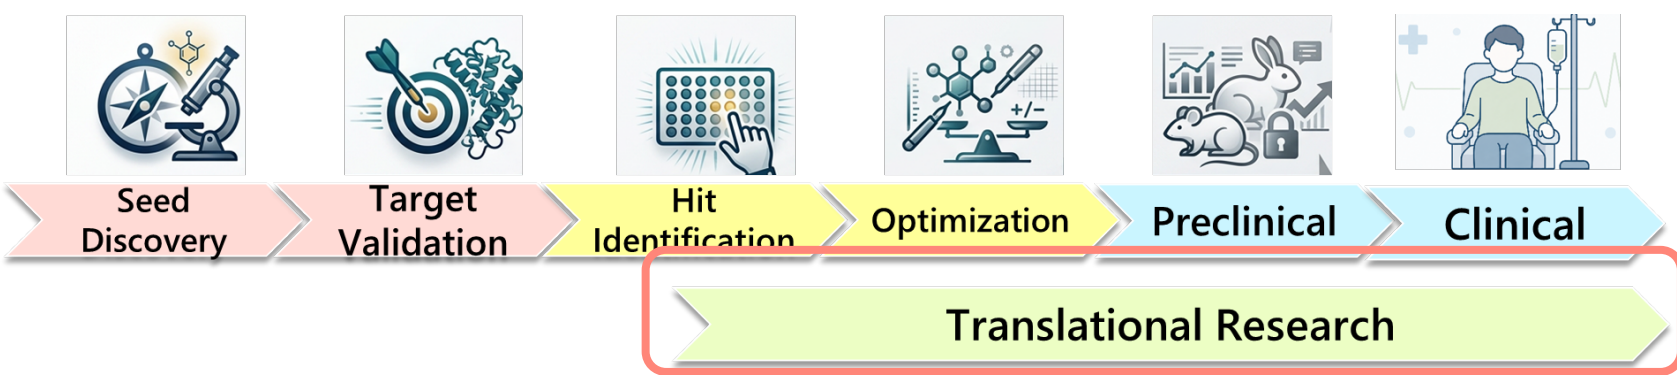 Seed
Discovery
Target
Validation
Hit
Identification
Optimization
+/−
Preclinical
Clinical
Translational Research